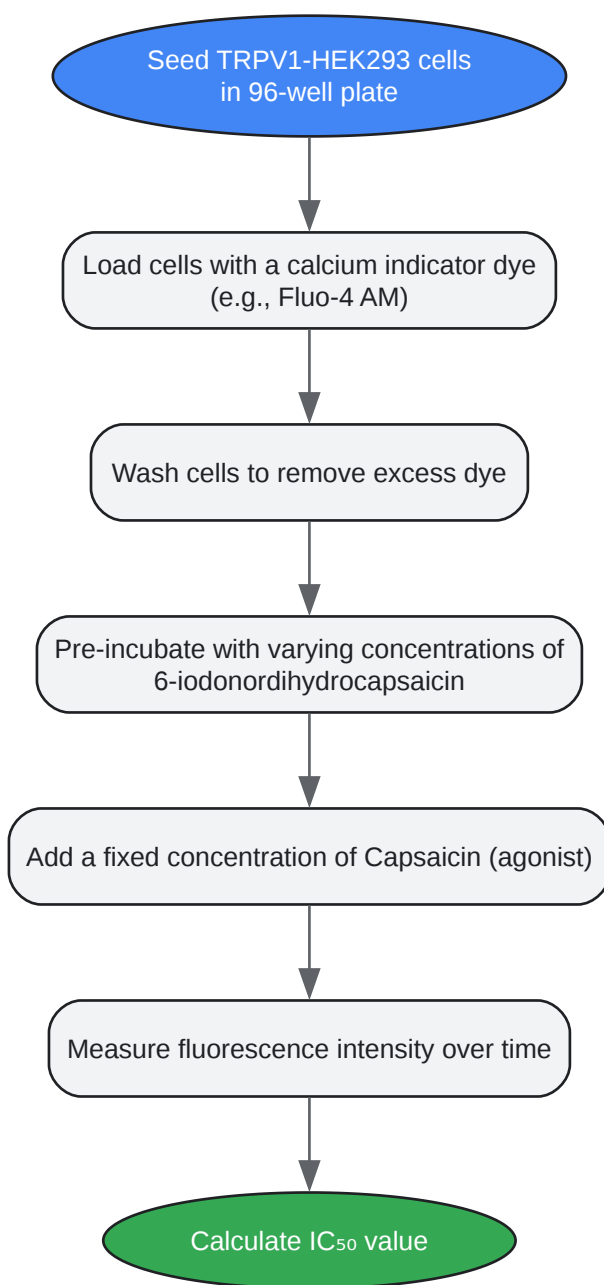 Seed TRPV1-HEK293 cells
in 96-well plate
Load cells with a calcium indicator dye
(e.g., Fluo-4 AM)
Wash cells to remove excess dye
Pre-incubate with varying concentrations of
6-iodonordihydrocapsaicin
Add a fixed concentration of Capsaicin (agonist)
Measure fluorescence intensity over time
Calculate IC₅₀ value